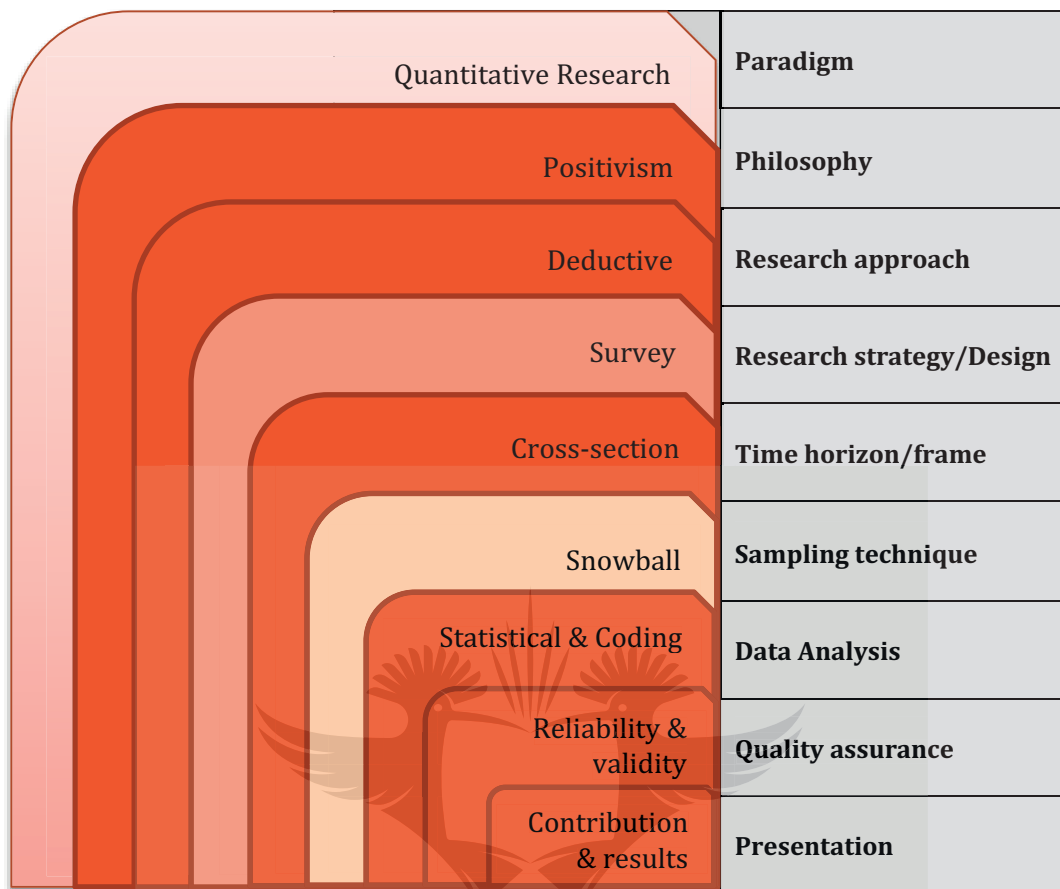 Quantitative Research
Paradigm
Positivism
Philosophy
Deductive
Research approach
Survey
Research strategy/Design
Cross-section
Time horizon/frame
Snowball
Sampling technique
Statistical & Coding
Data Analysis
Reliability &
validity
Quality assurance
Contribution
& results
Presentation